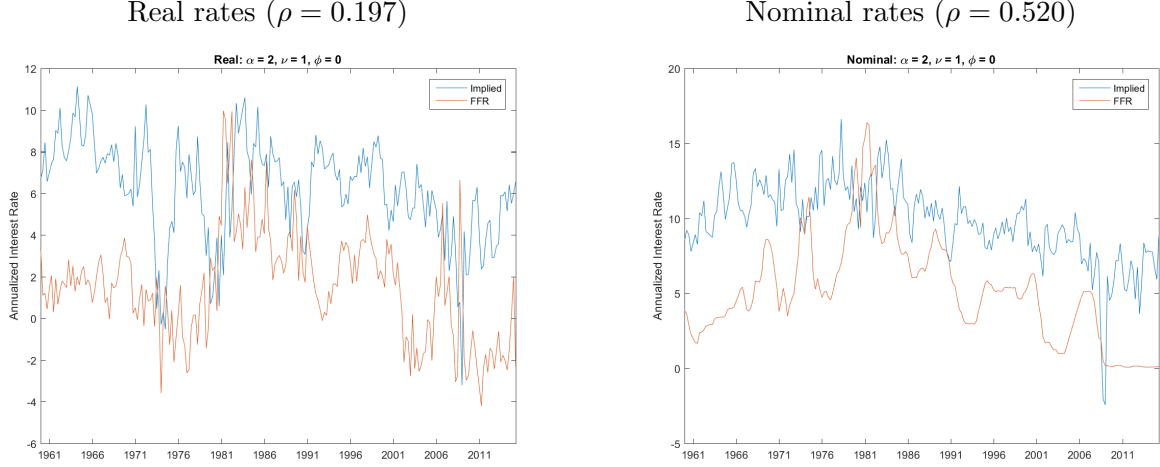 Real rates (ρ = 0.197)
Real: α = 2, ν = 1, ϕ = 0
Annualized Interest Rate
12
10
8
6
4
2
0
-2
-4
-6
1961 1966 1971 1976 1981 1986 1991 1996 2001 2006 2011
Implied
FFR
Nominal rates (ρ = 0.520)
Nominal: α = 2, ν = 1, ϕ = 0
Annualized Interest Rate
20
15
10
5
0
-5
1961 1966 1971 1976 1981 1986 1991 1996 2001 2006 2011
Implied
FFR